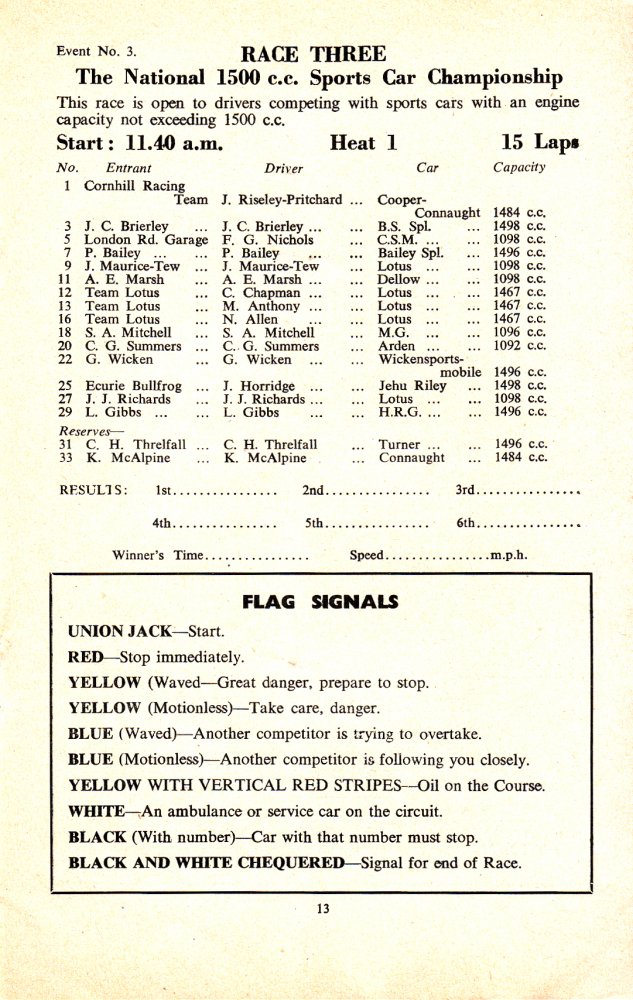 Event No. 3.
RACE THREE
The National 1500 c.c. Sports Car Championship
This race is open to drivers competing with sports cars with an engine
capacity not exceeding 1500 c.c.
Start : 11.40 a.m. Heat 1 15 Laps
No. Entrant Driver Car Capacity
1 Cornhill Racing
Team J. Riseley-Pritchard ... Cooper-
Connaught 1484 c.c.
3 J. C. Brierley ... J. C. Brierley ... ... B.S. Spl. ... 1498 c.c.
5 London Rd. Garage F. G. Nichols ... C.S.M. ... ... 1098 c.c.
7 P. Bailey ... ... P. Bailey ... ... Bailey Spl. ... 1496 c.c.
9 J. Maurice-Tew ... J. Maurice-Tew ... Lotus ... ... 1098 c.c.
11 A. E. Marsh ... A. E. Marsh ... ... Dellow ... ... 1098 c.c.
12 Team Lotus ... C. Chapman ... ... Lotus ... ... 1467 c.c.
13 Team Lotus ... M. Anthony ... ... Lotus ... ... 1467 c.c.
16 Team Lotus ... N. Allen ... ... Lotus ... ... 1467 c.c.
18 S. A. Mitchell ... S. A. Mitchell ... M.G. ... ... 1096 c.c.
20 C. G. Summers ... C. G. Summers ... Arden ... ... 1092 c.c.
22 G. Wicken ... G. Wicken ... ... Wickensports-
mobile 1496 c.c.
25 Ecurie Bullfrog ... J. Horridge ... ... Jehu Riley ... 1498 c.c.
27 J. J. Richards ... J. J. Richards ... ... Lotus ... ... 1098 c.c.
29 L. Gibbs ... ... L. Gibbs ... ... H.R.G. ... ... 1496 c.c.
Reserves—
31 C. H. Threlfall ... C. H. Threlfall ... Turner ... ... 1496 c.c.
33 K. McAlpine ... K. McAlpine ... Connaught ... 1484 c.c.
RESULTS: 1st................ 2nd................ 3rd................
4th................ 5th................ 6th................
Winner's Time................ Speed................m.p.h.
FLAG SIGNALS
UNION JACK—Start.
RED—Stop immediately.
YELLOW (Waved—Great danger, prepare to stop.
YELLOW (Motionless)—Take care, danger.
BLUE (Waved)—Another competitor is trying to overtake.
BLUE (Motionless)—Another competitor is following you closely.
YELLOW WITH VERTICAL RED STRIPES—Oil on the Course.
WHITE—An ambulance or service car on the circuit.
BLACK (With number)—Car with that number must stop.
BLACK AND WHITE CHEQUERED—Signal for end of Race.
13